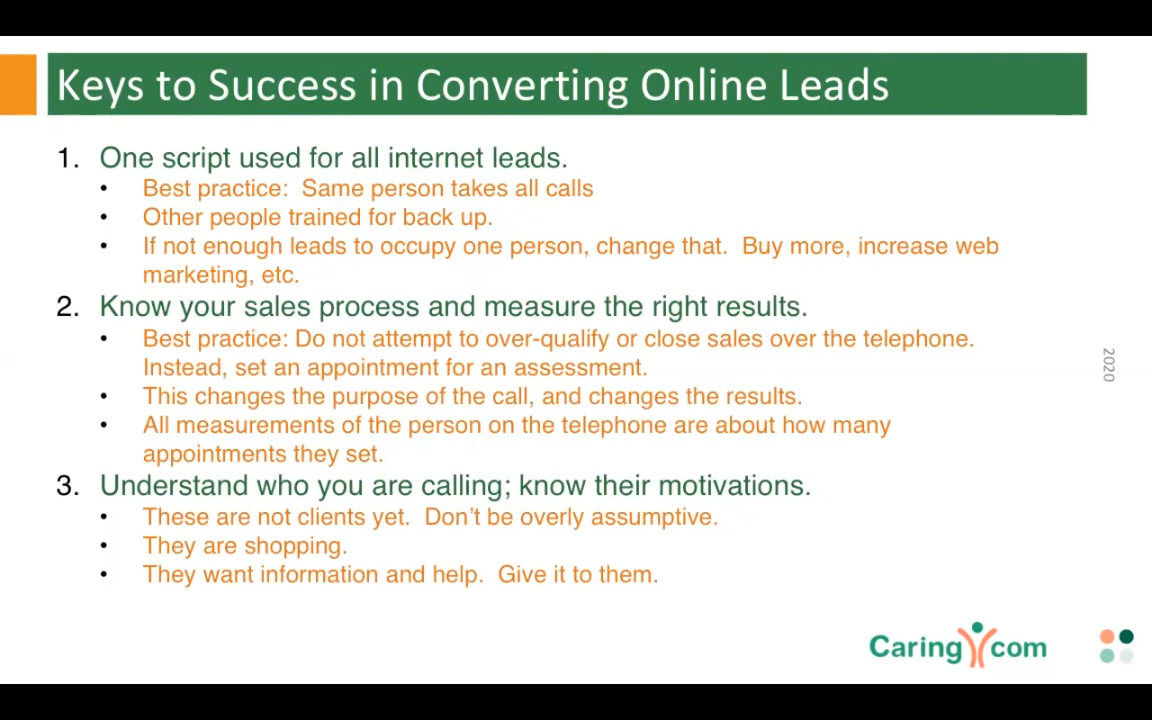 Keys to Success in Converting Online Leads
1. One script used for all internet leads.
• Best practice: Same person takes all calls
• Other people trained for back up.
• If not enough leads to occupy one person, change that. Buy more, increase web
marketing, etc.
2. Know your sales process and measure the right results.
• Best practice: Do not attempt to over-qualify or close sales over the telephone.
Instead, set an appointment for an assessment.
• This changes the purpose of the call, and changes the results.
• All measurements of the person on the telephone are about how many
appointments they set.
3. Understand who you are calling; know their motivations.
• These are not clients yet. Don’t be overly assumptive.
• They are shopping.
• They want information and help. Give it to them.
2020
Caring com